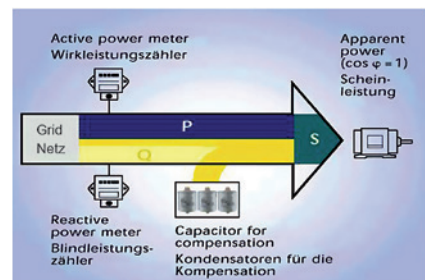 Active power meter
Wirkleistungszähler
Apparent
power
(cos φ = 1)
Schein-
leistung
Grid
Netz
P
Q
S
Reactive
power meter
Blindleistungs-
zähler
Capacitor for
compensation
Kondensatoren für die
Kompensation